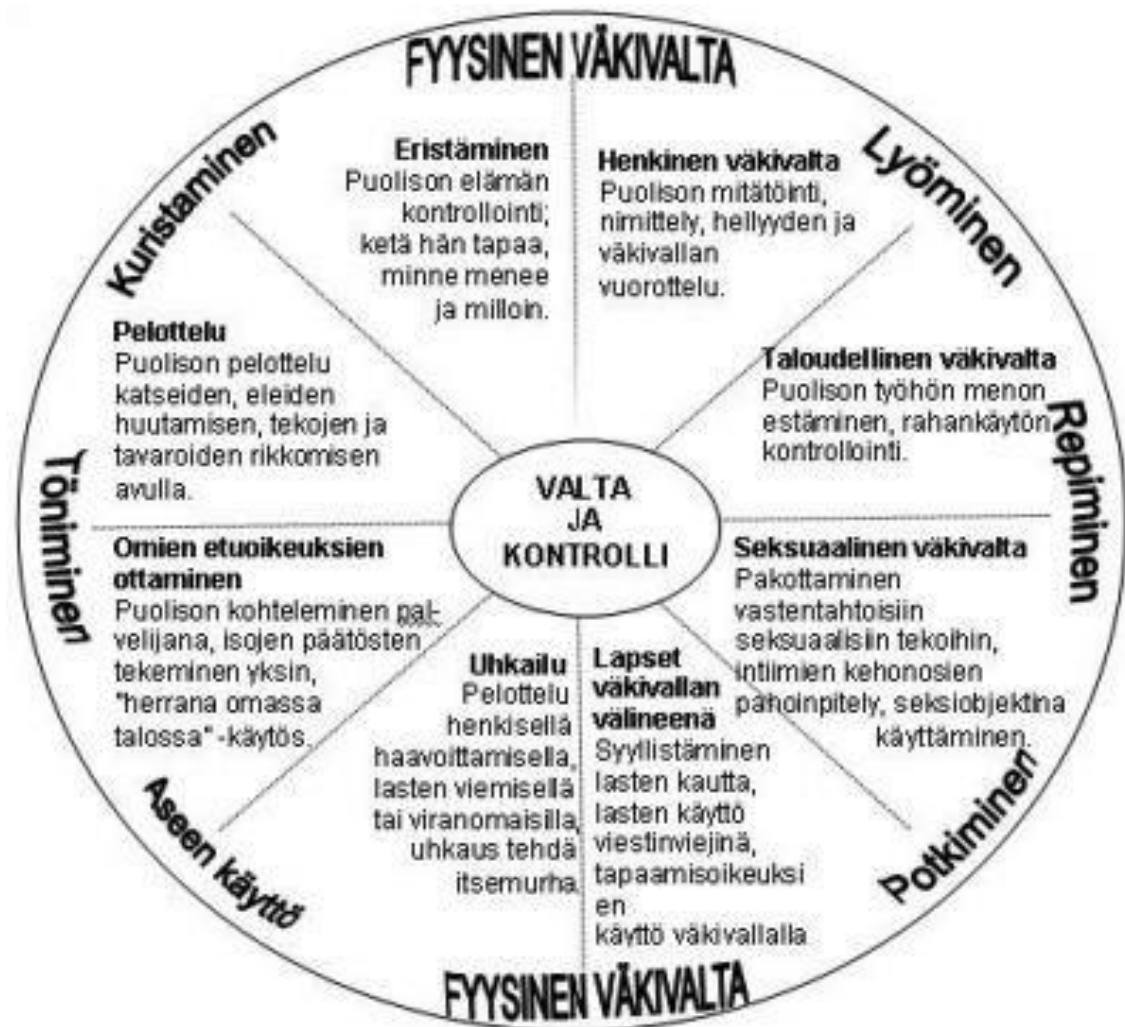 FYYSINEN VÄKIVALTA
Lyöminen
Repiminen
Potkiminen
FYYSINEN VÄKIVALTA
Aseen käyttö
Töniminen
Kuristaminen
Eristäminen
Puolison elämän
kontrollointi;
ketä hän tapaa,
minne menee
ja milloin.
Henkinen väkivalta
Puolison mitätöinti,
nimittely, hellyyden ja
väkivallan
vuorottelu.
Taloudellinen väkivalta
Puolison työhön menon
estäminen, rahankäytön
kontrollointi.
Seksuaalinen väkivalta
Pakottaminen
vastentahtoisiin
seksuaalisiin tekoihin,
intiimien kehonosien
pahoinpitely, seksiobjektina
käyttäminen.
Lapset
väkivallan
välineenä
Syyllistäminen
lasten kautta,
lasten käyttö
viestinviejinä,
tapaamisoikeuksi
en
käyttö väkivallalla
Uhkailu
Pelottelu
henkisellä
haavoittamisella,
lasten viemisellä
tai viranomaisilla,
uhkaus tehdä
itsemurha.
Omien etuoikeuksien
ottaminen
Puolison kohteleminen pal-
velijana, isojen päätösten
tekeminen yksin,
"herrana omassa
talossa" -käytös.
Pelottelu
Puolison pelottelu
katseiden, eleiden
huutamisen, tekojen ja
tavaroiden rikkomisen
avulla.
VALTA
JA
KONTROLLI